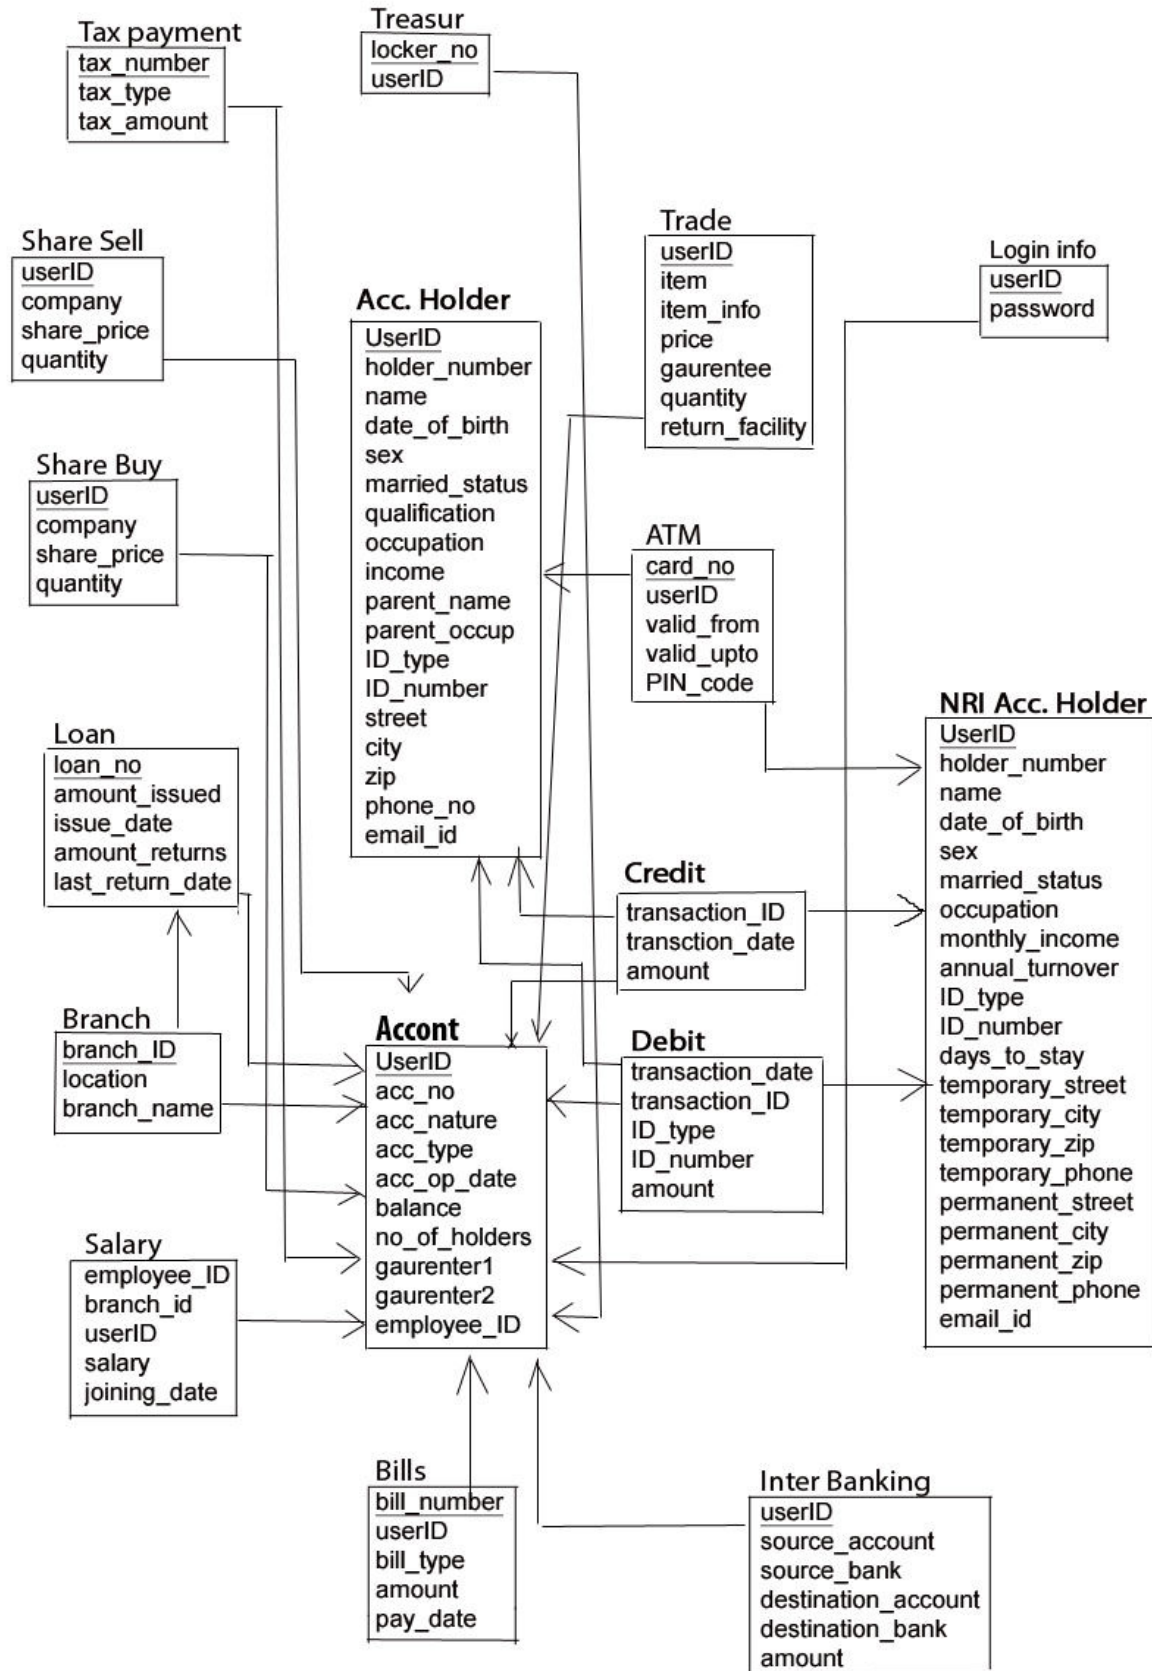 Tax payment
tax_number
tax_type
tax_amount
Treasur
locker_no
userID
Share Sell
userID
company
share_price
quantity
Acc. Holder
UserID
holder_number
name
date_of_birth
sex
married_status
qualification
occupation
income
parent_name
parent_occup
ID_type
ID_number
street
city
zip
phone_no
email_id
Trade
userID
item
item_info
price
gaurentee
quantity
return_facility
Login info
userID
password
Share Buy
userID
company
share_price
quantity
ATM
card_no
userID
valid_from
valid_upto
PIN_code
NRI Acc. Holder
UserID
holder_number
name
date_of_birth
sex
married_status
occupation
monthly_income
annual_turnover
ID_type
ID_number
days_to_stay
temporary_street
temporary_city
temporary_zip
temporary_phone
permanent_street
permanent_city
permanent_zip
permanent_phone
email_id
Loan
loan_no
amount_issued
issue_date
amount_returns
last_return_date
Credit
transaction_ID
transction_date
amount
Branch
branch_ID
location
branch_name
Accont
UserID
acc_no
acc_nature
acc_type
acc_op_date
balance
no_of_holders
gaurenter1
gaurenter2
employee_ID
Debit
transaction_date
transaction_ID
ID_type
ID_number
amount
Salary
employee_ID
branch_id
userID
salary
joining_date
Bills
bill_number
userID
bill_type
amount
pay_date
Inter Banking
userID
source_account
source_bank
destination_account
destination_bank
amount